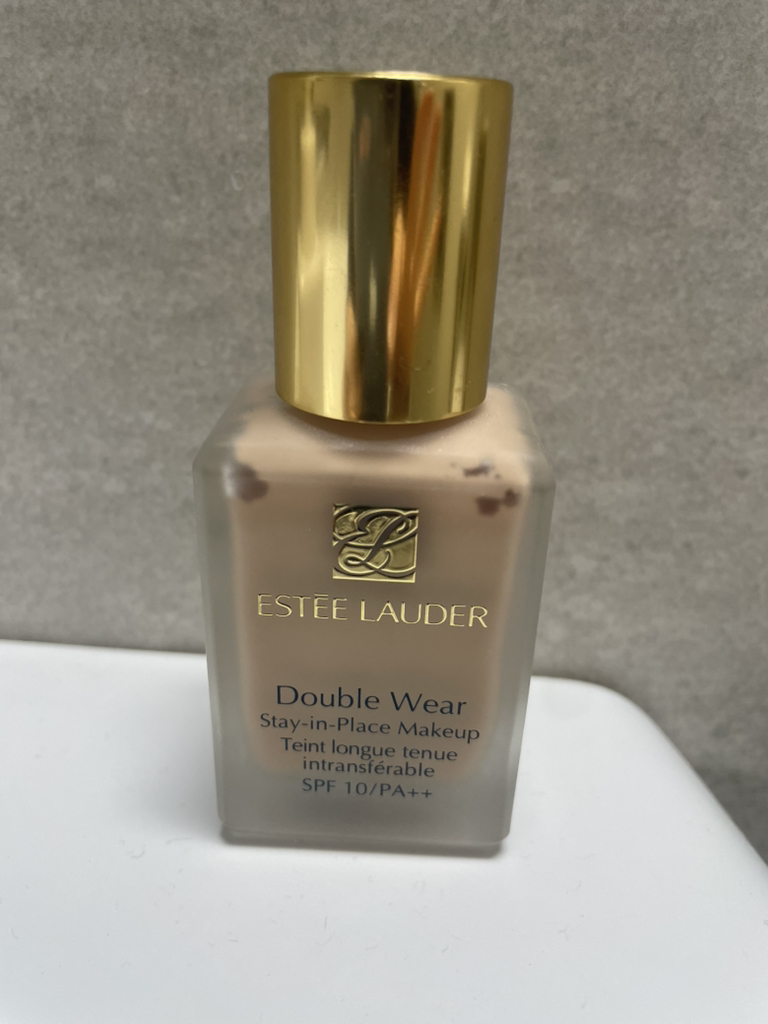 ESTĒE LAUDER
Double Wear
Stay-in-Place Makeup
Teint longue tenue
intransférable
SPF 10/PA++